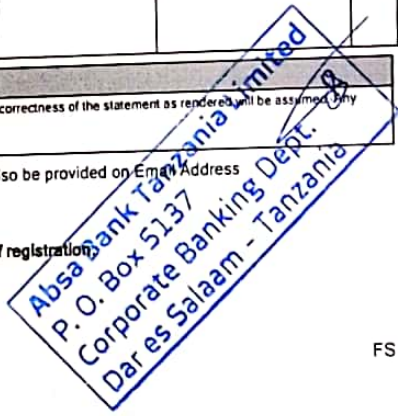 correctness of the statement as rendered will be assumed. Any
so be provided on Email Address
registration;
Absa Bank Tanzania Limited
P. O. Box 5137
Corporate Banking Dept.
Dar es Salaam - Tanzania
FS